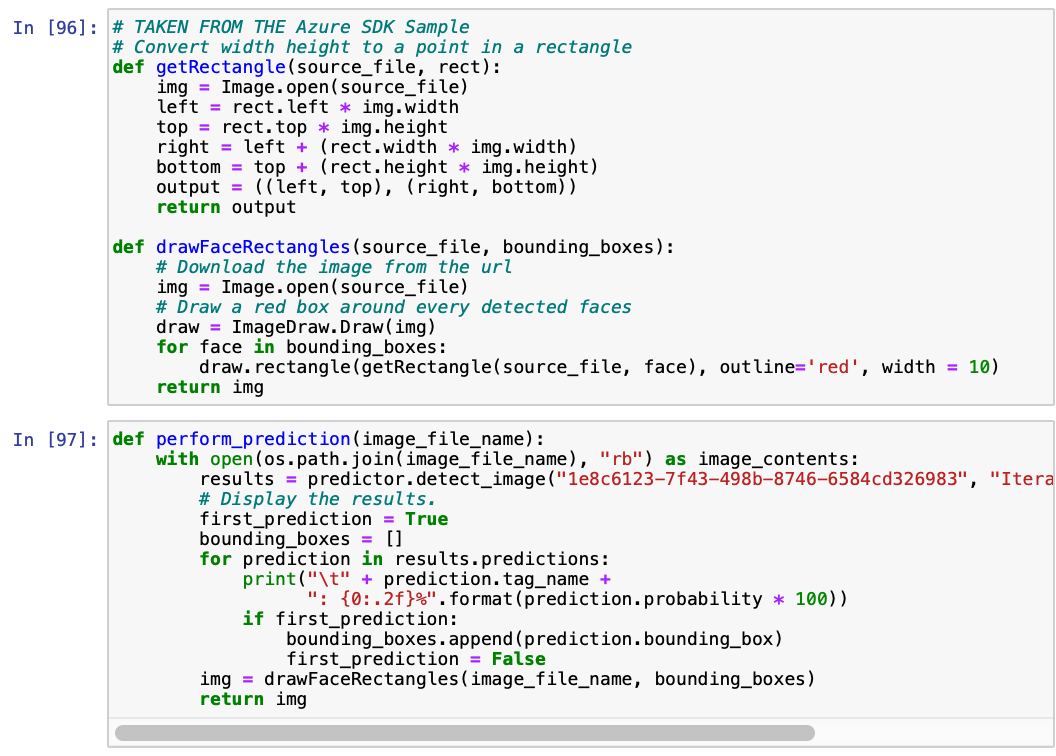 In [96]:
# TAKEN FROM THE Azure SDK Sample
# Convert width height to a point in a rectangle
def getRectangle(source_file, rect):
    img = Image.open(source_file)
    left = rect.left * img.width
    top = rect.top * img.height
    right = left + (rect.width * img.width)
    bottom = top + (rect.height * img.height)
    output = ((left, top), (right, bottom))
    return output

def drawFaceRectangles(source_file, bounding_boxes):
    # Download the image from the url
    img = Image.open(source_file)
    # Draw a red box around every detected faces
    draw = ImageDraw.Draw(img)
    for face in bounding_boxes:
        draw.rectangle(getRectangle(source_file, face), outline='red', width = 10)
    return img

In [97]:
def perform_prediction(image_file_name):
    with open(os.path.join(image_file_name), "rb") as image_contents:
        results = predictor.detect_image("1e8c6123-7f43-498b-8746-6584cd326983", "Itera
        # Display the results.
        first_prediction = True
        bounding_boxes = []
        for prediction in results.predictions:
            print("\t" + prediction.tag_name +
                  ": {0:.2f}%".format(prediction.probability * 100))
            if first_prediction:
                bounding_boxes.append(prediction.bounding_box)
                first_prediction = False
        img = drawFaceRectangles(image_file_name, bounding_boxes)
        return img